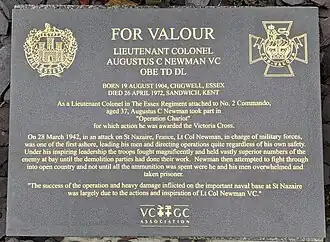 FOR VALOUR
LIEUTENANT COLONEL
AUGUSTUS C NEWMAN VC
OBE TD DL
BORN 19 AUGUST 1904, CHIGWELL, ESSEX
DIED 26 APRIL 1972, SANDWICH, KENT
As a Lieutenant Colonel in The Essex Regiment attached to No. 2 Commando,
aged 37, Augustus C Newman took part in
"Operation Chariot"
for which action he was awarded the Victoria Cross.
On 28 March 1942, in an attack on St Nazaire, France, Lt Col Newman, in charge of military forces,
was one of the first ashore, leading his men and directing operations quite regardless of his own safety.
Under his inspiring leadership the troops fought magnificently and held vastly superior numbers of the
enemy at bay until the demolition parties had done their work. Newman then attempted to fight through
into open country and not until all the ammunition was spent were he and his men overwhelmed and
taken prisoner.
"The success of the operation and heavy damage inflicted on the important naval base at St Nazaire
was largely due to the actions and inspiration of Lt Col Newman VC."
VC GC
ASSOCIATION